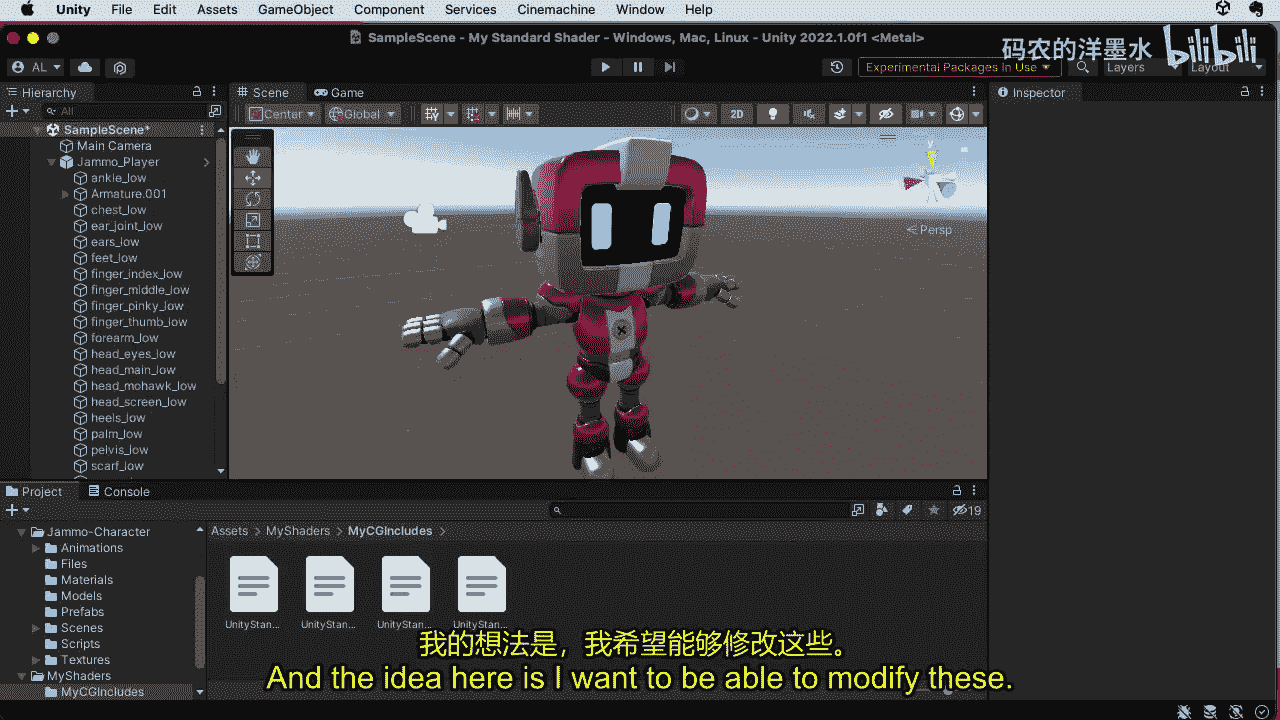 Unity File Edit Assets GameObject Component Services Cinemachine Window Help
SampleScene - My Standard Shader - Windows, Mac, Linux - Unity 2022.1.0f1 <Metal>
码农的洋墨水 bilibili
AL Experimental Packages In Use Layers Layout
Hierarchy Scene Game Inspector
All Center Global 2D
SampleScene*
Main Camera
Jammo_Player
ankle_low
Armature.001
chest_low
ear_joint_low
ears_low
feet_low
finger_index_low
finger_middle_low
finger_pinky_low
finger_thumb_low
forearm_low
head_eyes_low
head_main_low
head_mohawk_low
head_screen_low
heels_low
palm_low
pelvis_low
scarf_low
y
Persp
Project Console
19
Jammo-Character
Animations
Files
Materials
Models
Prefabs
Scenes
Scripts
Textures
MyShaders
MyCGIncludes
Assets > MyShaders > MyCGIncludes >
UnityStan... UnityStan... UnityStan... UnityStan...
我的想法是，我希望能够修改这些。
And the idea here is I want to be able to modify these.